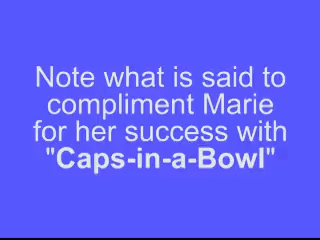 Note what is said to
compliment Marie
for her success with
"Caps-in-a-Bowl"